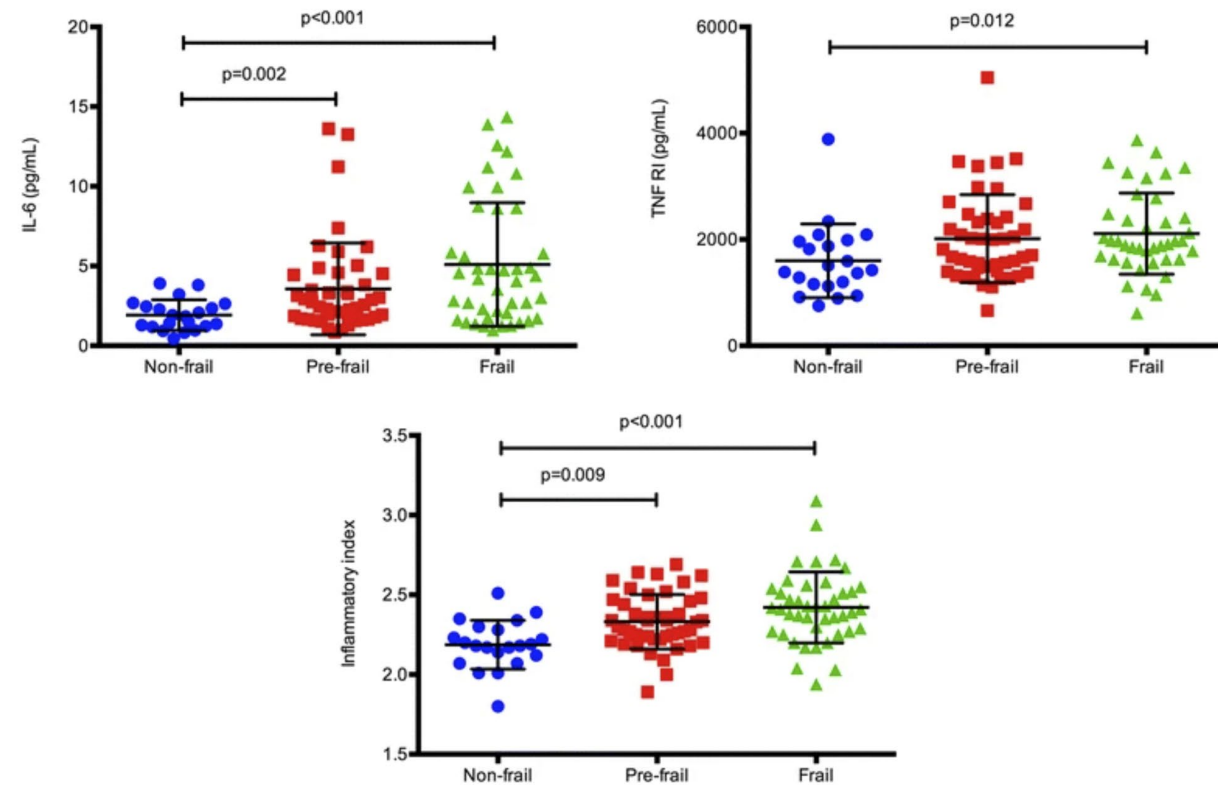 p<0.001
p=0.002
20
15
10
5
0
IL-6 (pg/mL)
Non-frail Pre-frail Frail
p=0.012
6000
4000
2000
0
TNF RI (pg/mL)
Non-frail Pre-frail Frail
p<0.001
p=0.009
3.5
3.0
2.5
2.0
1.5
Inflammatory index
Non-frail Pre-frail Frail